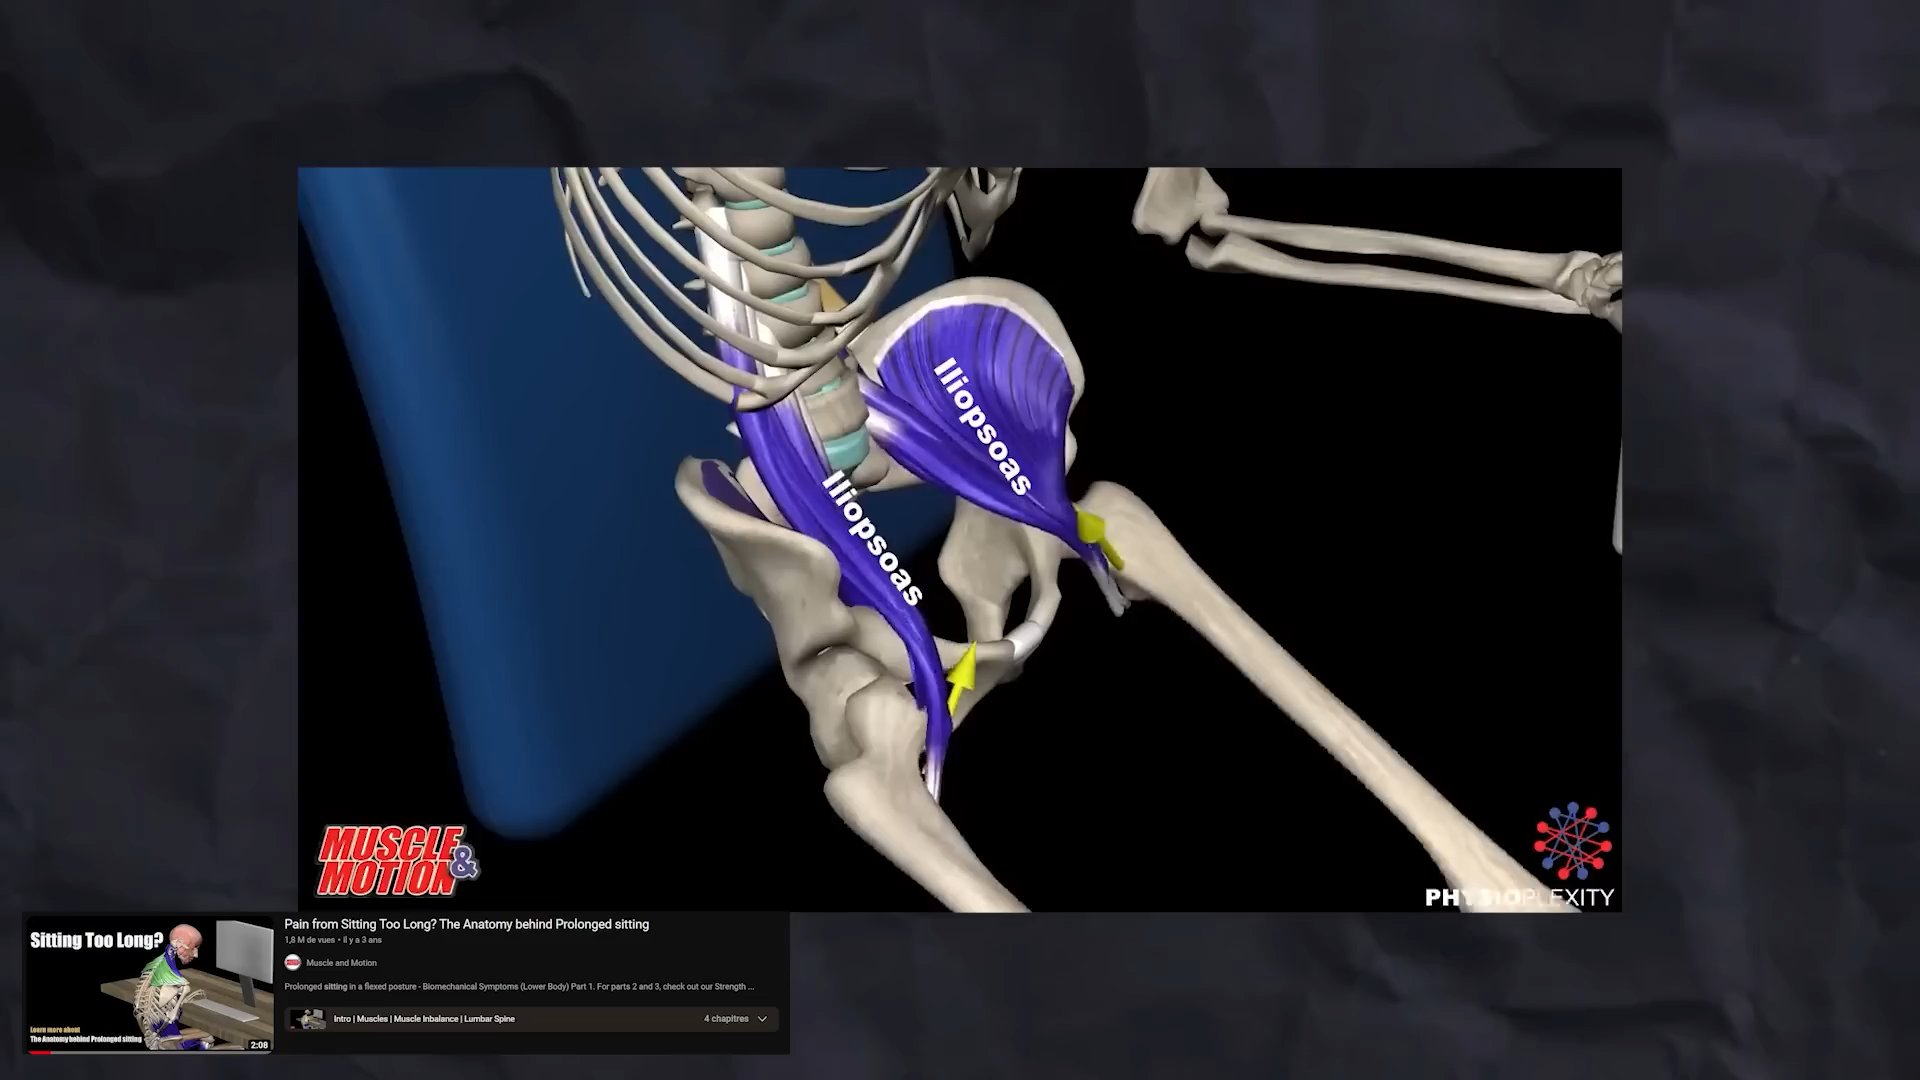 Iliopsoas
Iliopsoas
MUSCLE &
MOTION
PHYSIOPLEXITY
Sitting Too Long?
Learn more about
The Anatomy behind Prolonged sitting
2:08
Pain from Sitting Too Long? The Anatomy behind Prolonged sitting
1,8 M de vues • il y a 3 ans
Muscle and Motion
Prolonged sitting in a flexed posture - Biomechanical Symptoms (Lower Body) Part 1. For parts 2 and 3, check out our Strength ...
Intro | Muscles | Muscle Inbalance | Lumbar Spine
4 chapitres